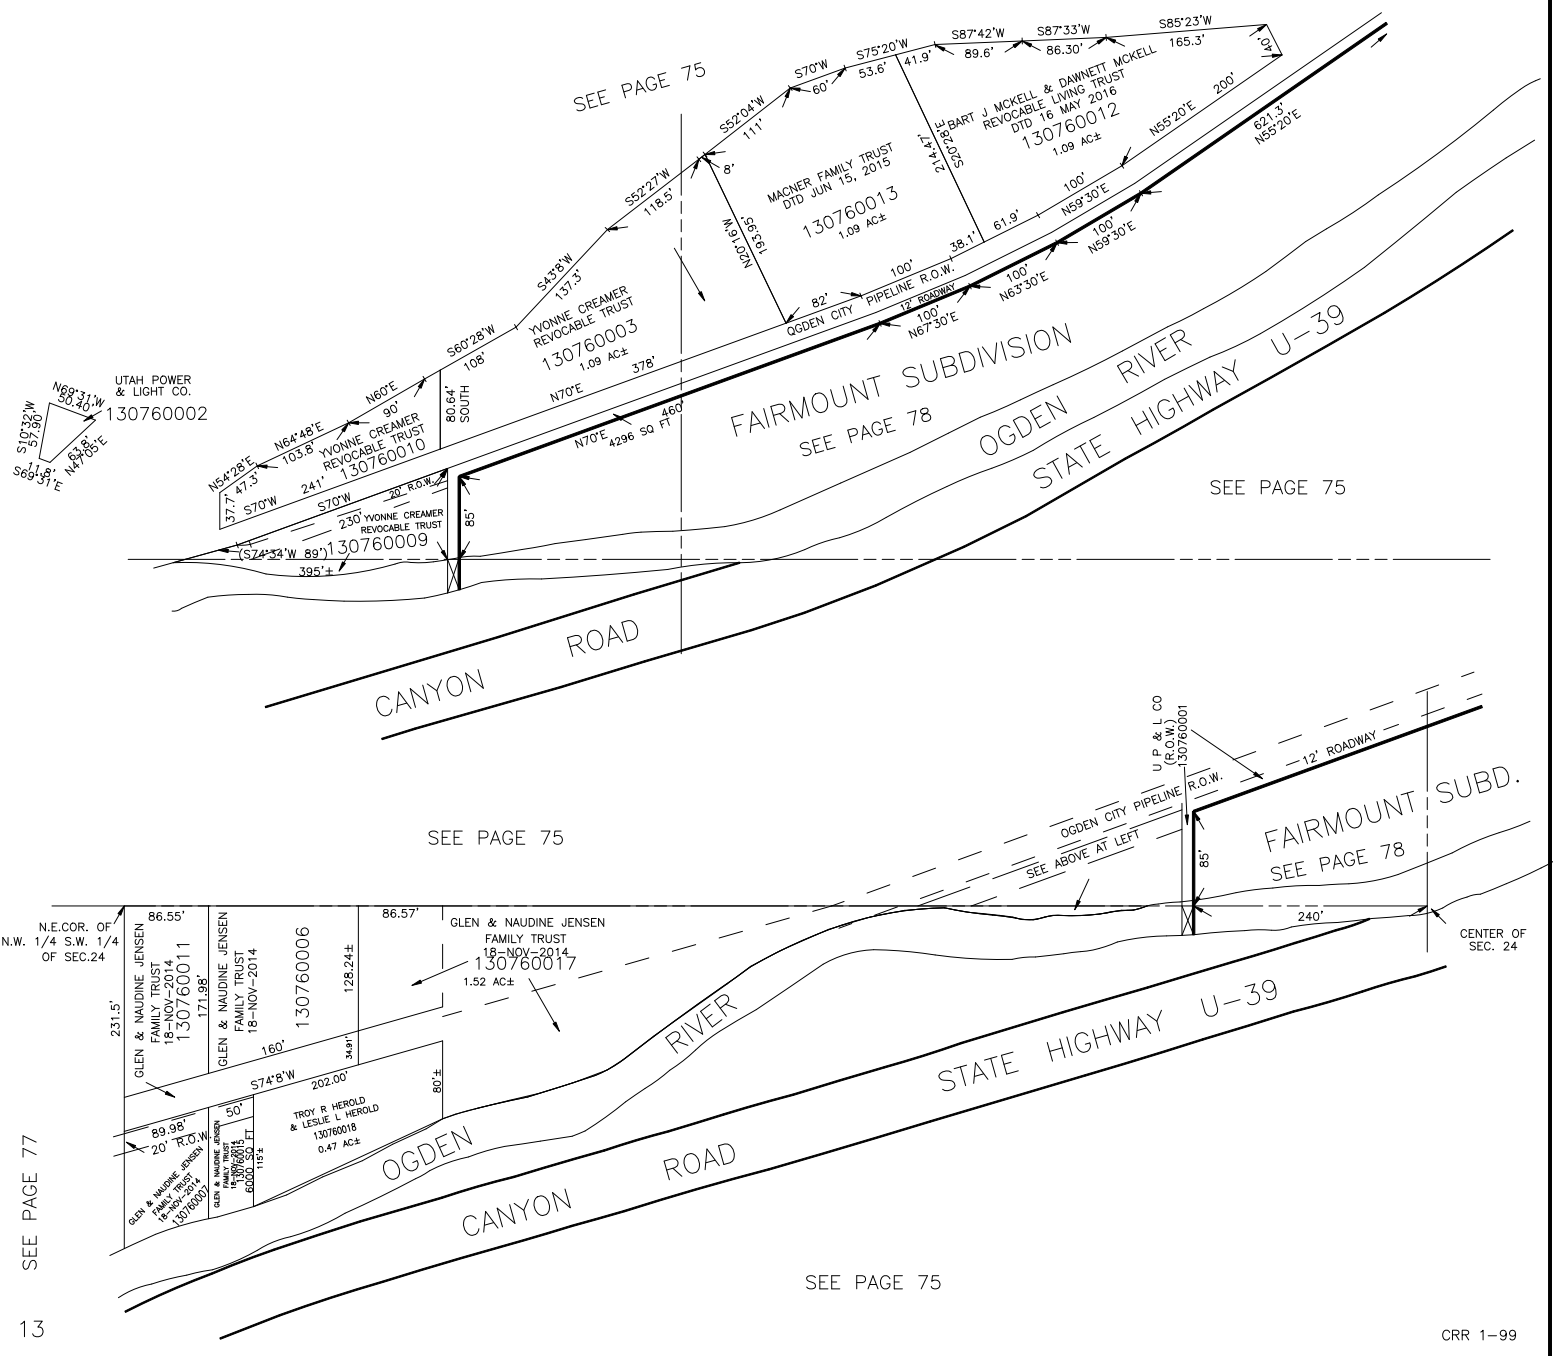 SEE PAGE 75
S70°W
60'
S75°20'W
53.6'
41.9'
S87°42'W
89.6'
S87°33'W
86.30'
S85°23'W
165.3'
40'
200'
N55°20'E
621.3'
N55°20'E
BART J MCKELL & DAWNETT MCKELL
REVOCABLE LIVING TRUST
DTD 16 MAY 2016
130760012
1.09 AC±
214.47'
S20°28'E
S52°04'W
111'
8'
MACNER FAMILY TRUST
DTD JUN 15, 2015
130760013
1.09 AC±
N20°16'W
193.95'
S52°27'W
118.5'
100'
N59°30'E
61.9'
38.1'
100'
82'
100'
N59°30'E
100'
N63°30'E
100'
N67°30'E
OGDEN CITY PIPELINE R.O.W.
12' ROADWAY
S43°8'W
137.3'
YVONNE CREAMER
REVOCABLE TRUST
130760003
1.09 AC±
S60°28'W
108'
378'
N70°E
80.64'
SOUTH
N60°E
90'
N64°48'E
103.8'
YVONNE CREAMER
REVOCABLE TRUST
130760010
N54°28'E
47.3'
37.7'
S70°W
241'
460'
N70°E
4296 SQ FT
UTAH POWER
& LIGHT CO.
130760002
N69°31'W
50.40'
S10°32'W
57.90'
63.8'
N47°05'E
11.8'
S69°31'E
S70°W
230'
20' R.O.W.
YVONNE CREAMER
REVOCABLE TRUST
130760009
(S74°34'W 89')
395'±
85'
FAIRMOUNT SUBDIVISION
SEE PAGE 78
OGDEN RIVER
STATE HIGHWAY U-39
SEE PAGE 75
CANYON ROAD
U P & L CO
(R.O.W.)
130760001
12' ROADWAY
OGDEN CITY PIPELINE R.O.W.
SEE ABOVE AT LEFT
85'
FAIRMOUNT SUBD.
SEE PAGE 78
240'
CENTER OF
SEC. 24
SEE PAGE 75
N.E.COR. OF
N.W. 1/4 S.W. 1/4
OF SEC.24
86.55'
86.57'
GLEN & NAUDINE JENSEN
FAMILY TRUST
18-NOV-2014
130760011
231.5'
171.98'
GLEN & NAUDINE JENSEN
FAMILY TRUST
18-NOV-2014
130760006
128.24±
34.91'
GLEN & NAUDINE JENSEN
FAMILY TRUST
18-NOV-2014
130760017
1.52 AC±
160'
S74°8'W
202.00'
80'±
TROY R HEROLD
& LESLIE L HEROLD
130760018
0.47 AC±
50'
89.98'
20' R.O.W.
GLEN & NAUDINE JENSEN
FAMILY TRUST
18-NOV-2014
130760007
GLEN & NAUDINE JENSEN
FAMILY TRUST
18-NOV-2014
130760015
6000 SQ FT
115'±
OGDEN RIVER
STATE HIGHWAY U-39
CANYON ROAD
SEE PAGE 77
SEE PAGE 75
13
CRR 1-99